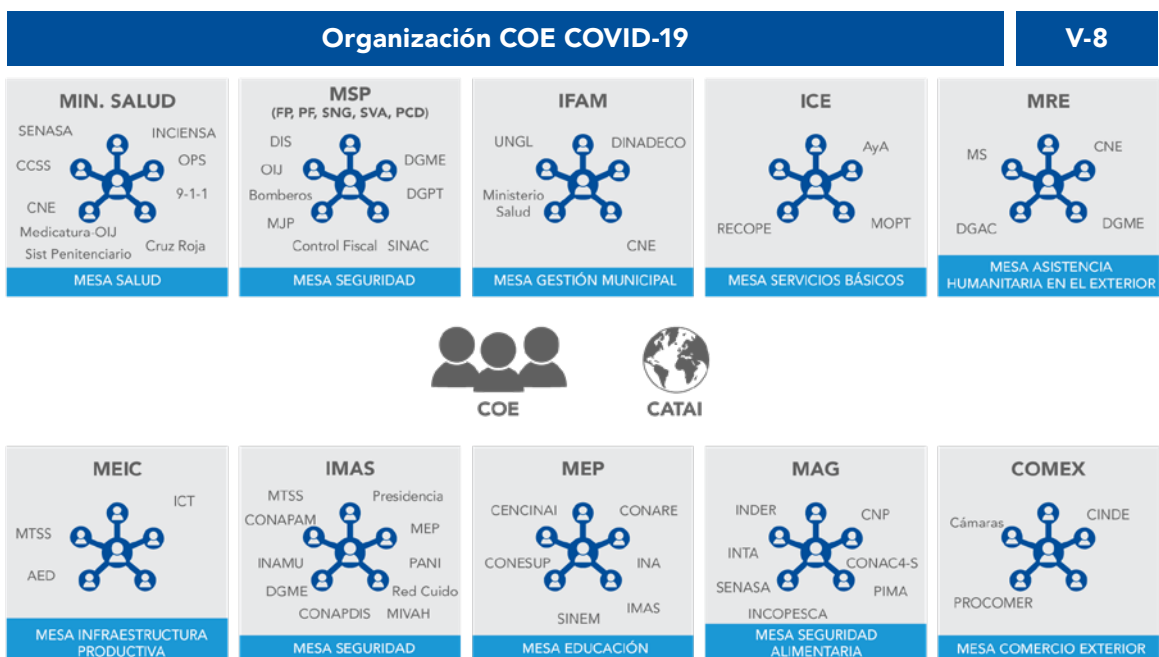 Organización COE COVID-19
V-8
MIN. SALUD
SENASA
INCIENSA
CCSS
OPS
9-1-1
CNE
Medicatura-OIJ
Sist Penitenciario
Cruz Roja
MESA SALUD
MSP
(FP, PF, SNG, SVA, PCD)
DIS
OIJ
DGME
Bomberos
DGPT
MJP
Control Fiscal
SINAC
MESA SEGURIDAD
IFAM
UNGL
DINADECO
Ministerio
Salud
CNE
MESA GESTIÓN MUNICIPAL
ICE
AyA
RECOPE
MOPT
MESA SERVICIOS BÁSICOS
MRE
MS
CNE
DGAC
DGME
MESA ASISTENCIA
HUMANITARIA EN EL EXTERIOR
COE
CATAI
MEIC
ICT
MTSS
AED
MESA INFRAESTRUCTURA
PRODUCTIVA
IMAS
MTSS
Presidencia
CONAPAM
MEP
INAMU
PANI
DGME
Red Cuido
CONAPDIS
MIVAH
MESA SEGURIDAD
MEP
CENCINAI
CONARE
CONESUP
INA
SINEM
IMAS
MESA EDUCACIÓN
MAG
INDER
CNP
INTA
CONAC4-S
SENASA
PIMA
INCOPESCA
MESA SEGURIDAD
ALIMENTARIA
COMEX
Cámaras
CINDE
PROCOMER
MESA COMERCIO EXTERIOR